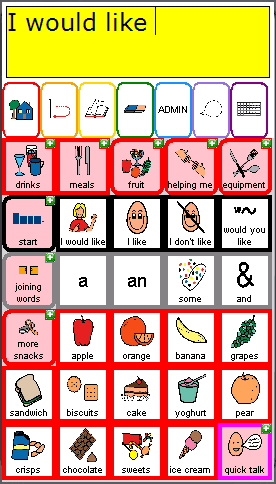 I would like
ADMIN
drinks meals fruit helping me equipment
start I would like I like I don't like would you like
joining words a an some and
a an &
more snacks apple orange banana grapes
sandwich biscuits cake yoghurt pear
crisps chocolate sweets ice cream quick talk